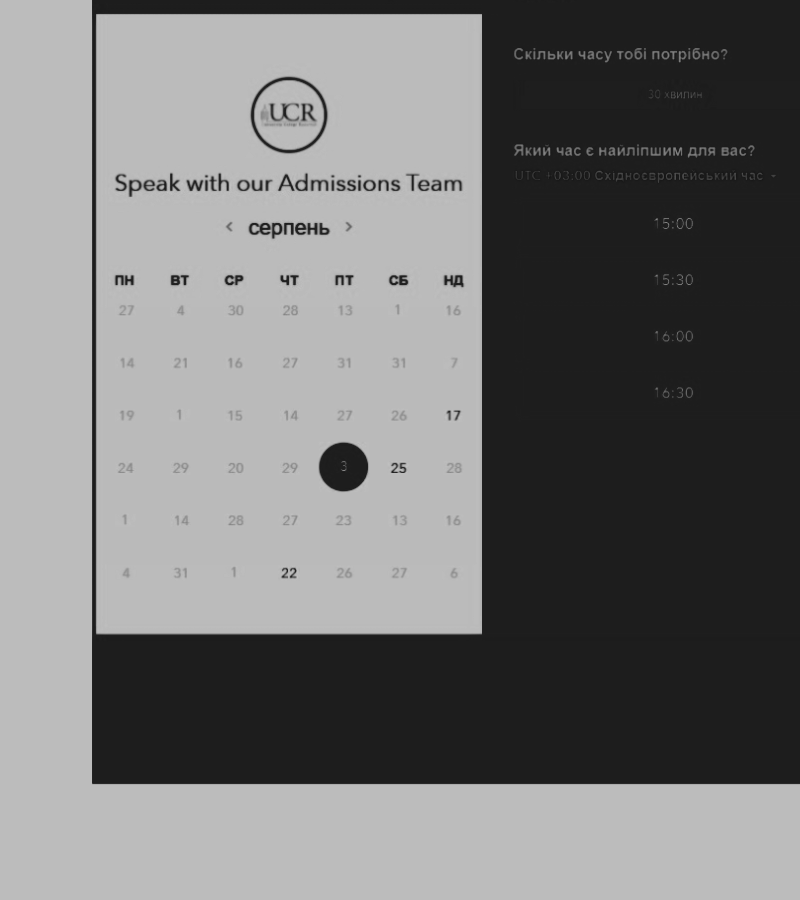 UCR
Speak with our Admissions Team
‹ серпень ›
ПН ВТ СР ЧТ ПТ СБ НД
27 4 30 28 13 1 16
14 21 16 27 31 31 7
19 1 15 14 27 26 17
24 29 20 29 3 25 28
1 14 28 27 23 13 16
4 31 1 22 26 27 6
Скільки часу тобі потрібно?
30 хвилин
Який час є найліпшим для вас?
UTC +03:00 Східноєвропейський час
15:00
15:30
16:00
16:30